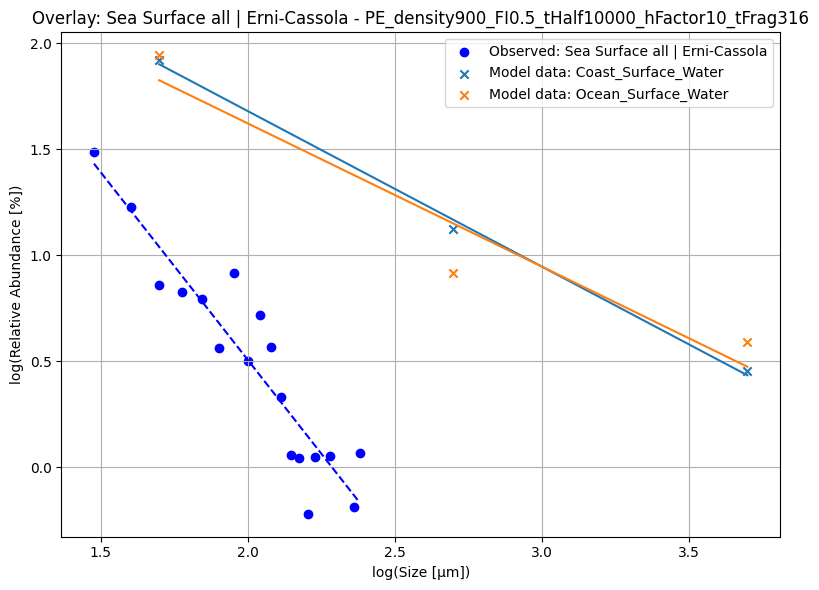 Overlay: Sea Surface all | Erni-Cassola - PE_density900_FI0.5_tHalf10000_hFactor10_tFrag316
Observed: Sea Surface all | Erni-Cassola
Model data: Coast_Surface_Water
Model data: Ocean_Surface_Water
log(Relative Abundance [%])
2.0
1.5
1.0
0.5
0.0
1.5 2.0 2.5 3.0 3.5
log(Size [μm])